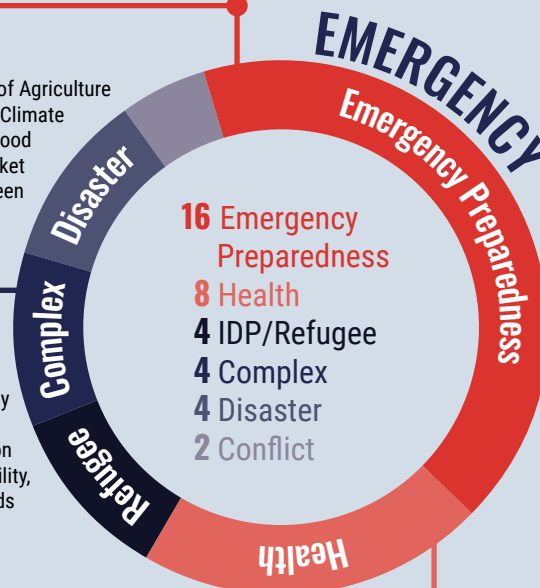 EMERGENCY
of Agriculture
Climate
ood
ket
een
y
on
ility,
ds
Emergency Preparedness
Disaster
Complex
Refugee
Health
16 Emergency
Preparedness
8 Health
4 IDP/Refugee
4 Complex
4 Disaster
2 Conflict